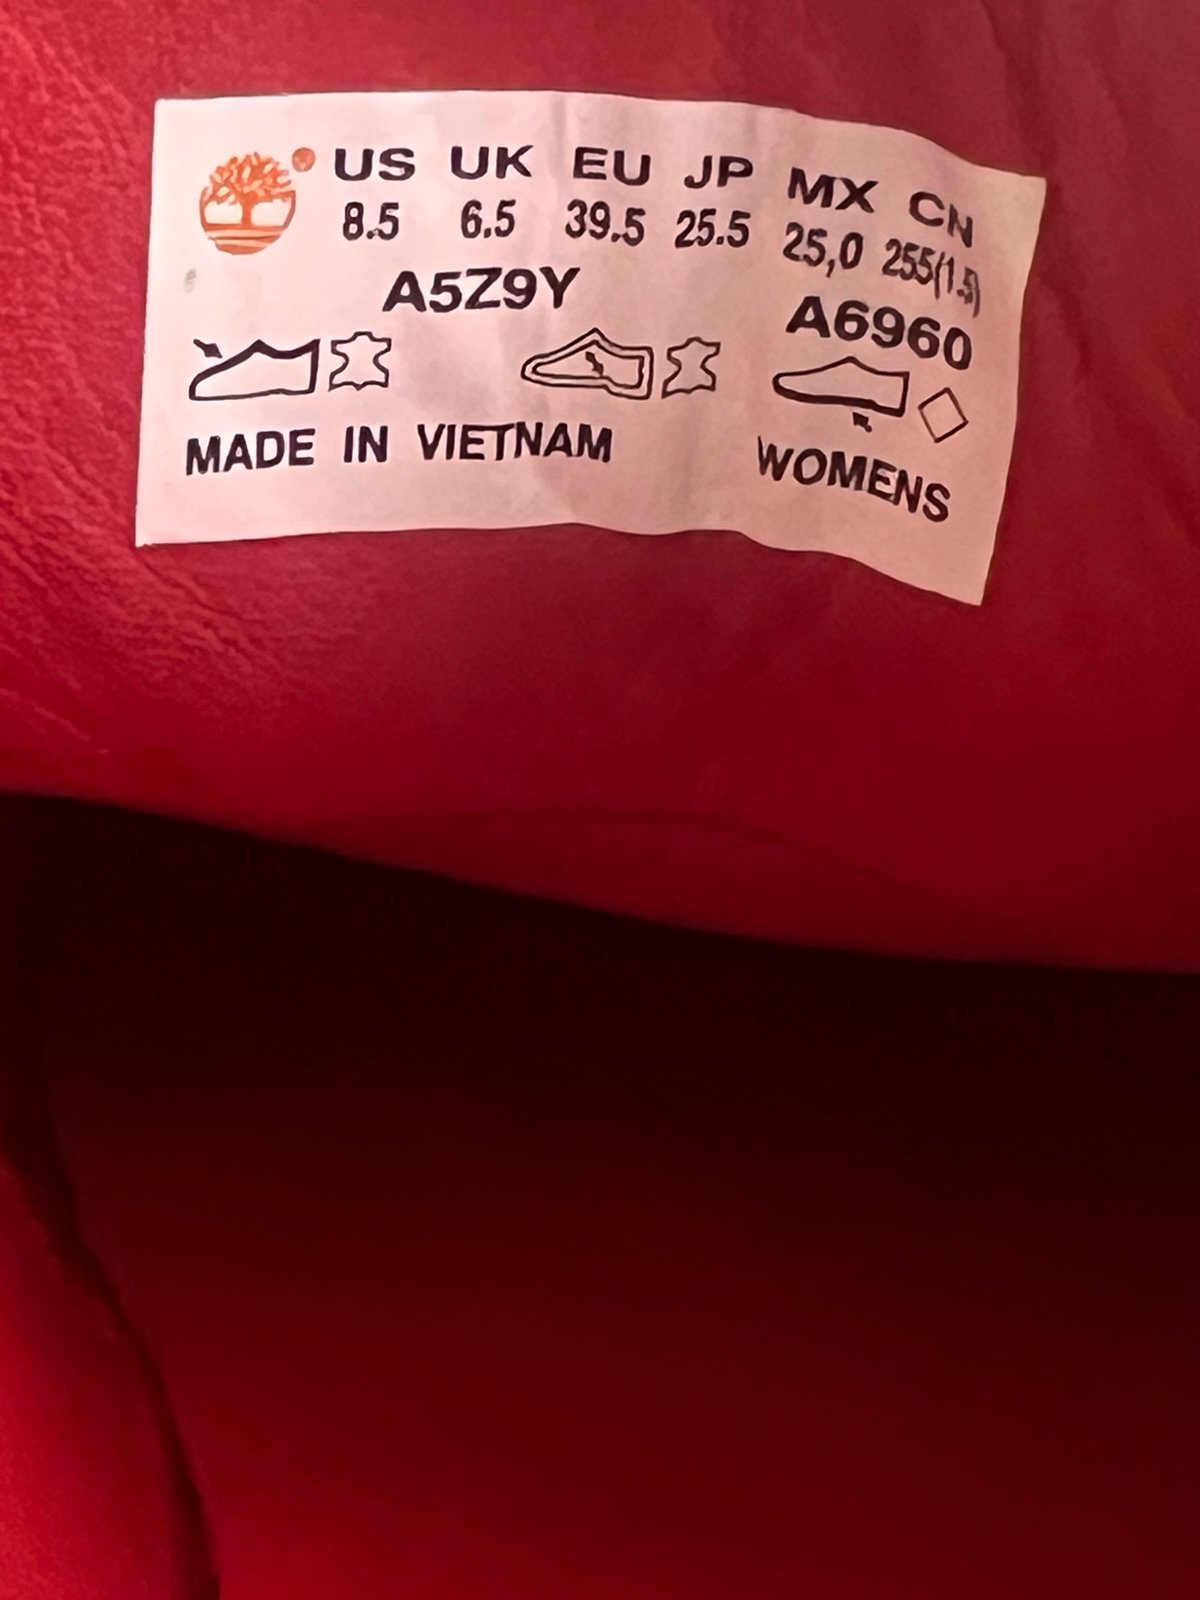 ® US UK EU JP MX CN
8.5 6.5 39.5 25.5 25,0 255(1.5)
A5Z9Y A6960
MADE IN VIETNAM WOMENS